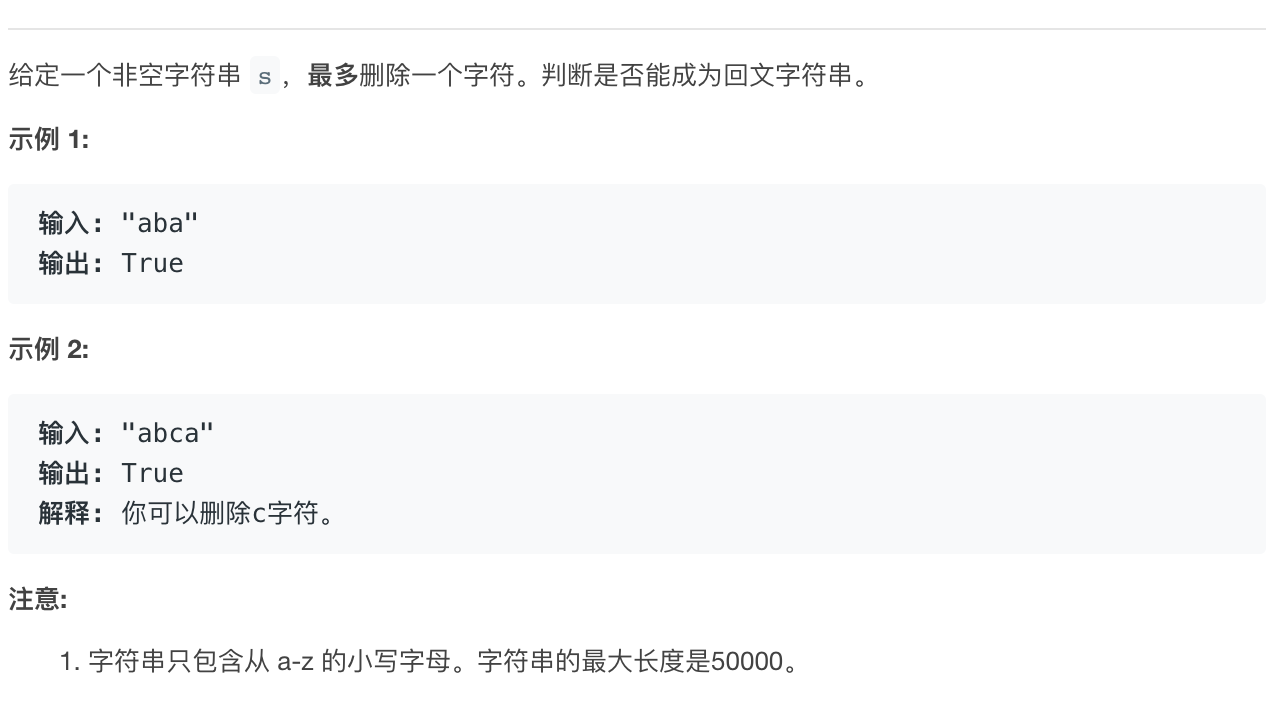 给定一个非空字符串 s，最多删除一个字符。判断是否能成为回文字符串。
示例 1:
输入: "aba"
输出: True
示例 2:
输入: "abca"
输出: True
解释: 你可以删除c字符。
注意:
1. 字符串只包含从 a-z 的小写字母。字符串的最大长度是50000。